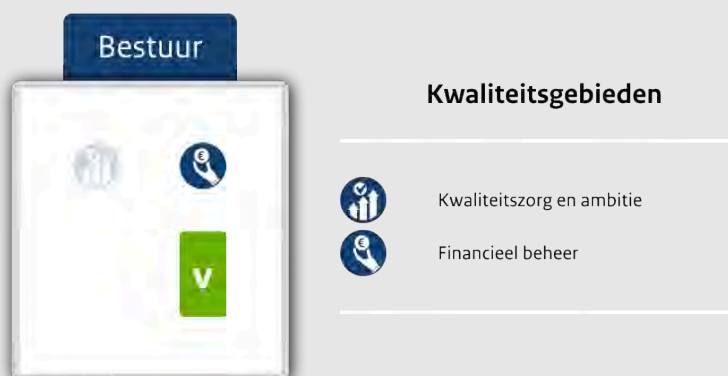 Bestuur
V
Kwaliteitsgebieden
Kwaliteitszorg en ambitie
Financieel beheer